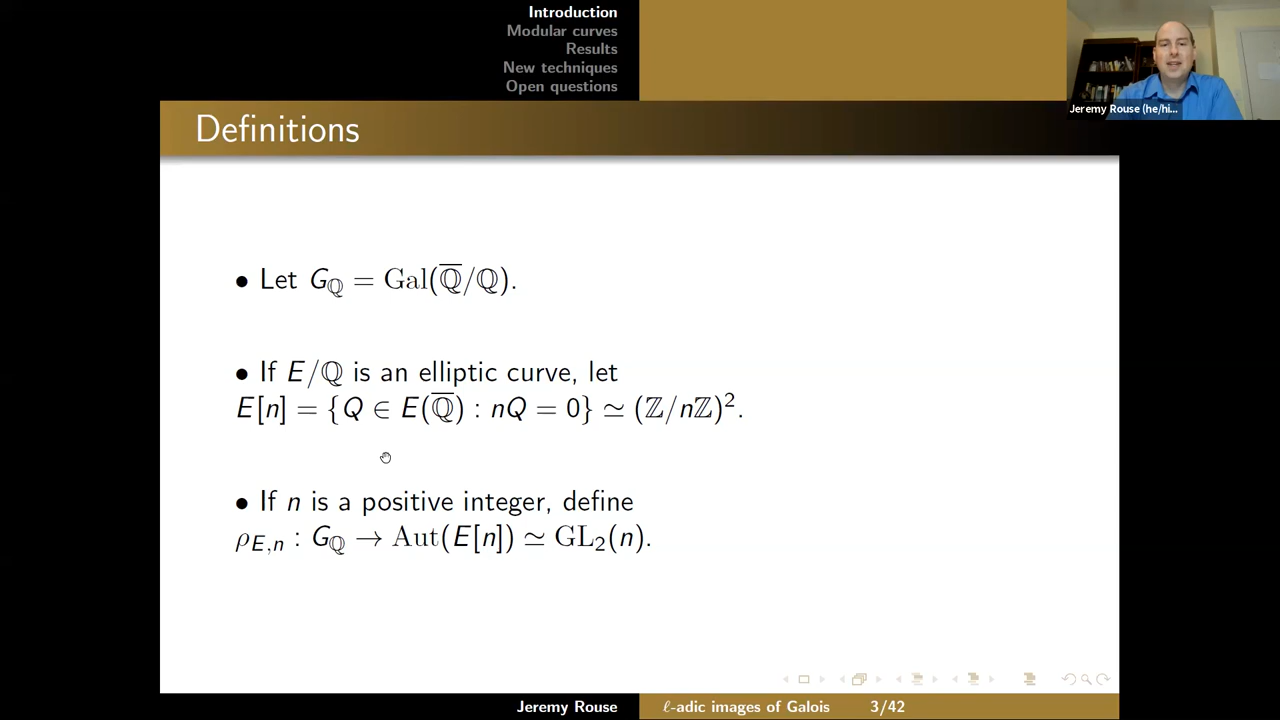 Introduction
Modular curves
Results
New techniques
Open questions
Jeremy Rouse (he/hi...
Definitions
• Let G_ℚ = Gal(ℚ̅/ℚ).
• If E/ℚ is an elliptic curve, let
E[n] = {Q ∈ E(ℚ̅) : nQ = 0} ≃ (ℤ/nℤ)².
• If n is a positive integer, define
ρ_{E,n} : G_ℚ → Aut(E[n]) ≃ GL₂(n).
Jeremy Rouse
ℓ-adic images of Galois
3/42